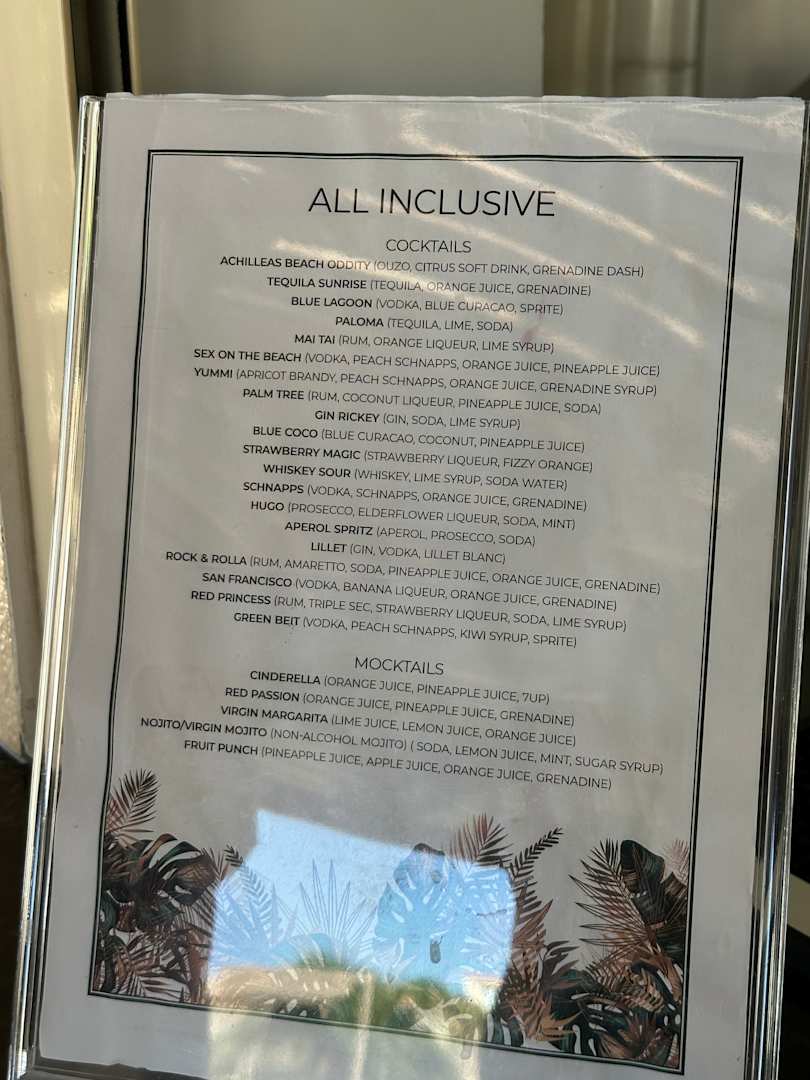 ALL INCLUSIVE
COCKTAILS
ACHILLEAS BEACH ODDITY (OUZO, CITRUS SOFT DRINK, GRENADINE DASH)
TEQUILA SUNRISE (TEQUILA, ORANGE JUICE, GRENADINE)
BLUE LAGOON (VODKA, BLUE CURACAO, SPRITE)
PALOMA (TEQUILA, LIME, SODA)
MAI TAI (RUM, ORANGE LIQUEUR, LIME SYRUP)
SEX ON THE BEACH (VODKA, PEACH SCHNAPPS, ORANGE JUICE, PINEAPPLE JUICE)
YUMMI (APRICOT BRANDY, PEACH SCHNAPPS, ORANGE JUICE, GRENADINE SYRUP)
PALM TREE (RUM, COCONUT LIQUEUR, PINEAPPLE JUICE, SODA)
GIN RICKEY (GIN, SODA, LIME SYRUP)
BLUE COCO (BLUE CURACAO, COCONUT, PINEAPPLE JUICE)
STRAWBERRY MAGIC (STRAWBERRY LIQUEUR, FIZZY ORANGE)
WHISKEY SOUR (WHISKEY, LIME SYRUP, SODA WATER)
SCHNAPPS (VODKA, SCHNAPPS, ORANGE JUICE, GRENADINE)
HUGO (PROSECCO, ELDERFLOWER LIQUEUR, SODA, MINT)
APEROL SPRITZ (APEROL, PROSECCO, SODA)
LILLET (GIN, VODKA, LILLET BLANC)
ROCK & ROLLA (RUM, AMARETTO, SODA, PINEAPPLE JUICE, ORANGE JUICE, GRENADINE)
SAN FRANCISCO (VODKA, BANANA LIQUEUR, ORANGE JUICE, GRENADINE)
RED PRINCESS (RUM, TRIPLE SEC, STRAWBERRY LIQUEUR, SODA, LIME SYRUP)
GREEN BEIT (VODKA, PEACH SCHNAPPS, KIWI SYRUP, SPRITE)
MOCKTAILS
CINDERELLA (ORANGE JUICE, PINEAPPLE JUICE, 7UP)
RED PASSION (ORANGE JUICE, PINEAPPLE JUICE, GRENADINE)
VIRGIN MARGARITA (LIME JUICE, LEMON JUICE, ORANGE JUICE)
NOJITO/VIRGIN MOJITO (NON-ALCOHOL MOJITO) ( SODA, LEMON JUICE, MINT, SUGAR SYRUP)
FRUIT PUNCH (PINEAPPLE JUICE, APPLE JUICE, ORANGE JUICE, GRENADINE)